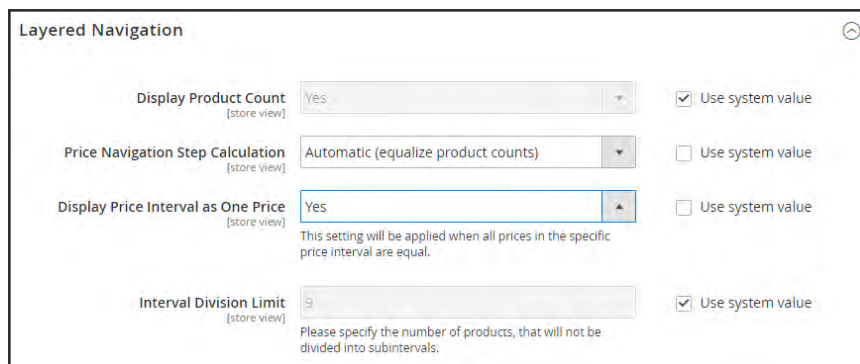 Layered Navigation
Display Product Count
[store view]
Yes
Use system value
Price Navigation Step Calculation
[store view]
Automatic (equalize product counts)
Use system value
Display Price Interval as One Price
[store view]
Yes
Use system value
This setting will be applied when all prices in the specific
price interval are equal.
Interval Division Limit
[store view]
9
Use system value
Please specify the number of products, that will not be
divided into subintervals.